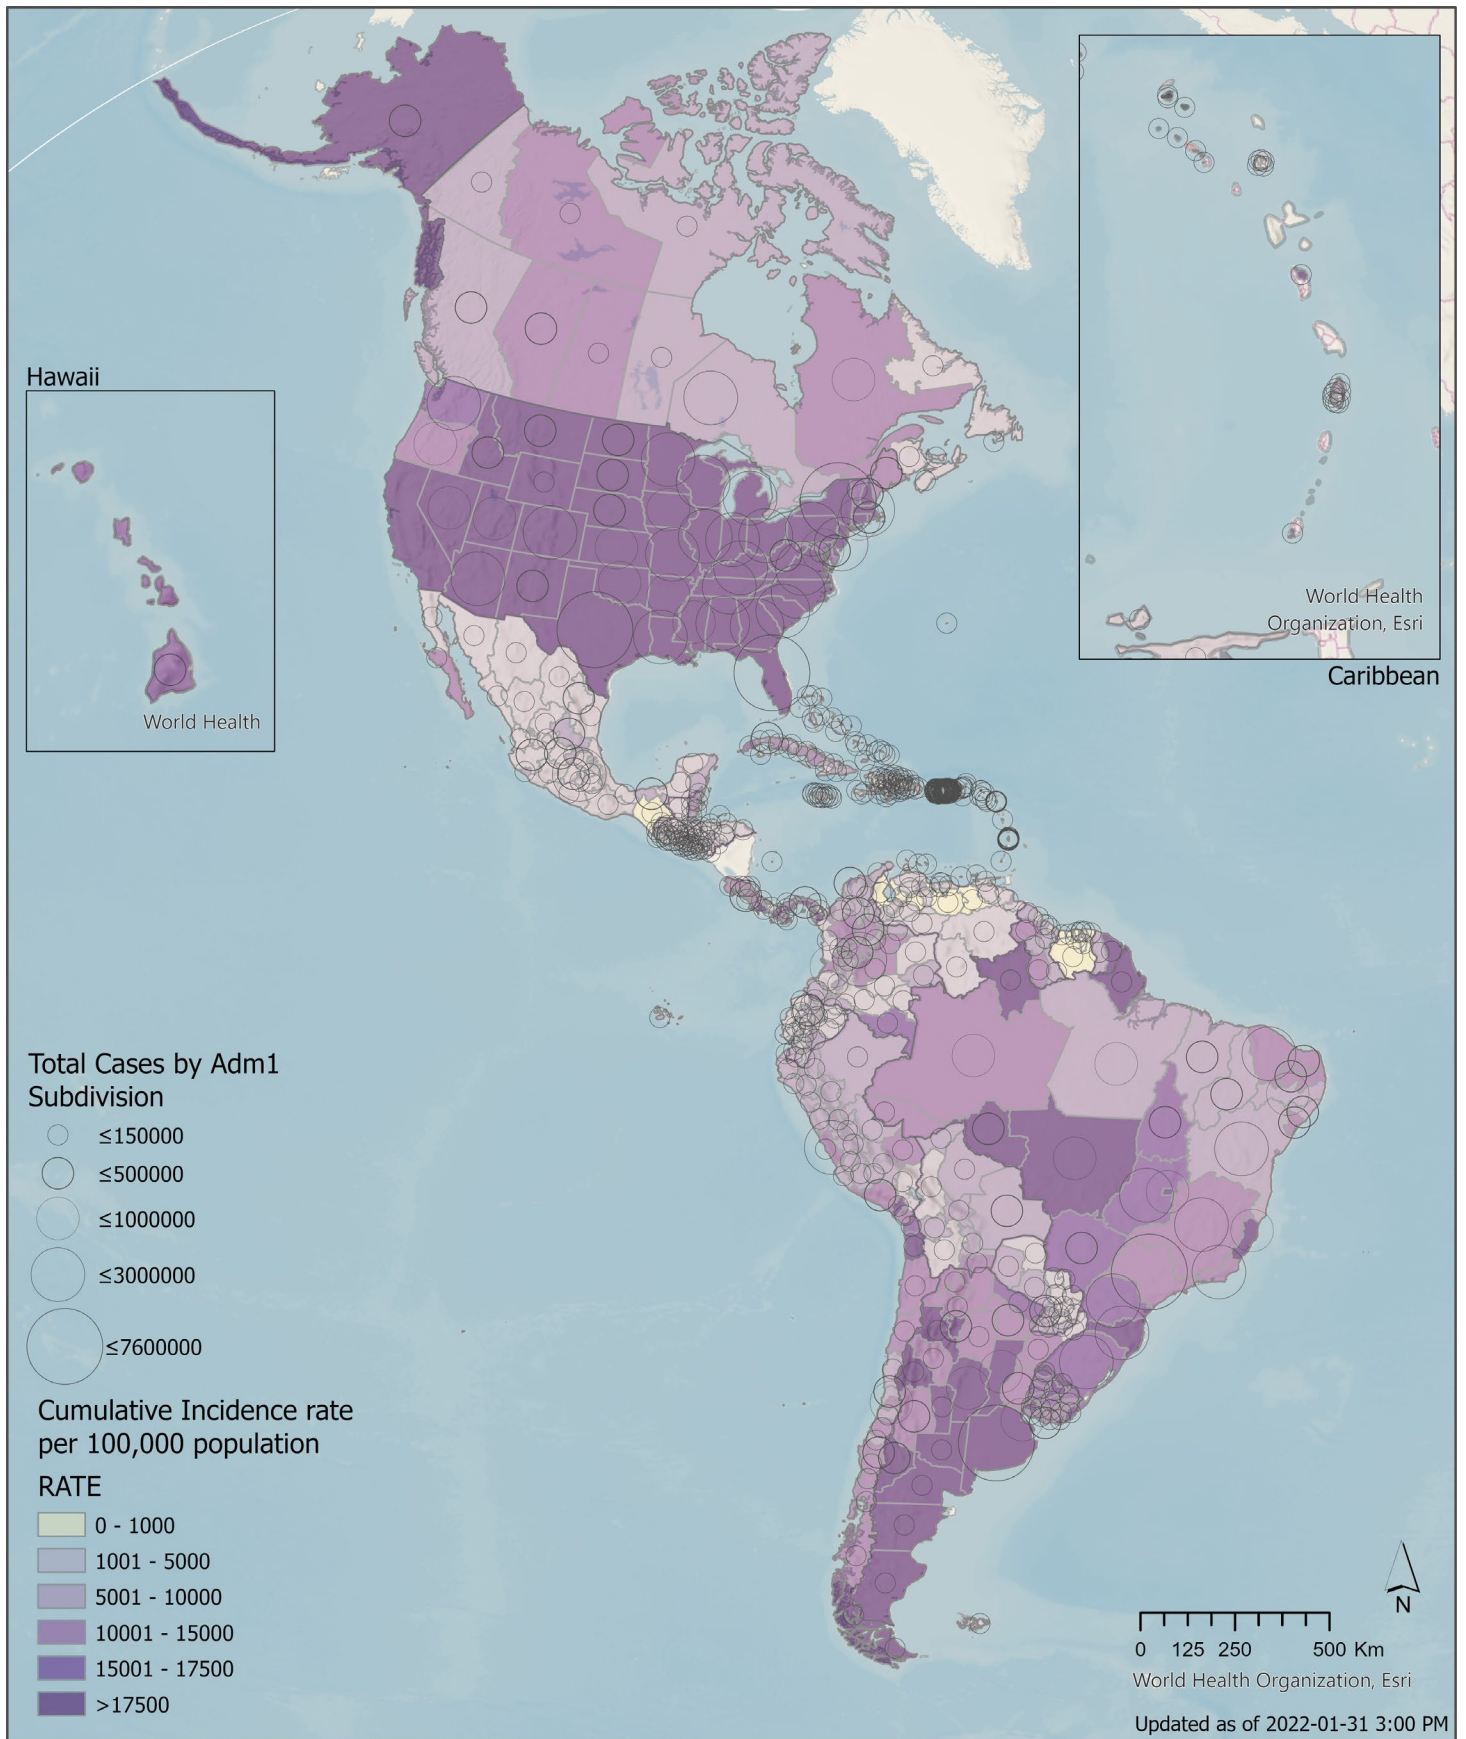 Hawaii
World Health
World Health
Organization, Esri
Caribbean
Total Cases by Adm1
Subdivision
≤150000
≤500000
≤1000000
≤3000000
≤7600000
Cumulative Incidence rate
per 100,000 population
RATE
0 - 1000
1001 - 5000
5001 - 10000
10001 - 15000
15001 - 17500
>17500
N
0 125 250 500 Km
World Health Organization, Esri
Updated as of 2022-01-31 3:00 PM